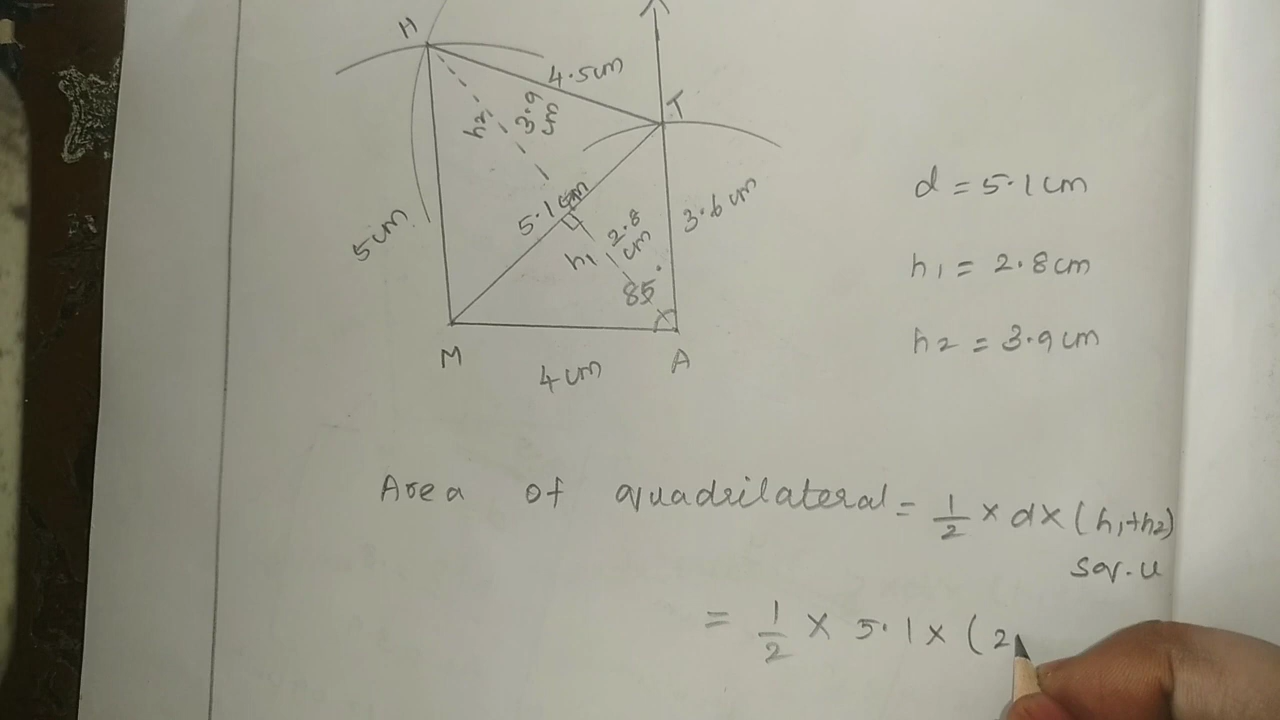 H
4.5cm
T
h2
3.9
cm
5.1cm
5cm
h1
2.8
cm
3.6cm
85°
M
4cm
A
d = 5.1cm
h1 = 2.8cm
h2 = 3.9cm
Area of quadrilateral = 1/2 × d × (h1+h2)
sq.u
= 1/2 × 5.1 × (2